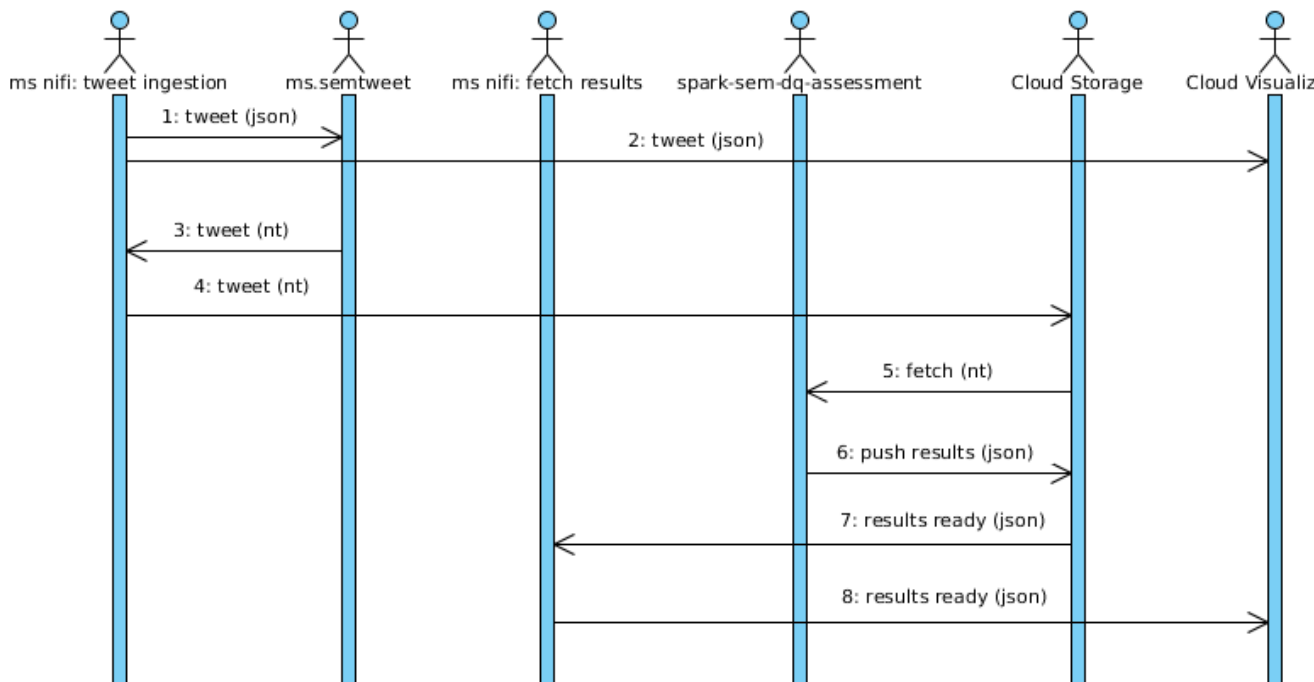 ms nifi: tweet ingestion
ms.semtweet
ms nifi: fetch results
spark-sem-dq-assessment
Cloud Storage
Cloud Visualiz
1: tweet (json)
2: tweet (json)
3: tweet (nt)
4: tweet (nt)
5: fetch (nt)
6: push results (json)
7: results ready (json)
8: results ready (json)